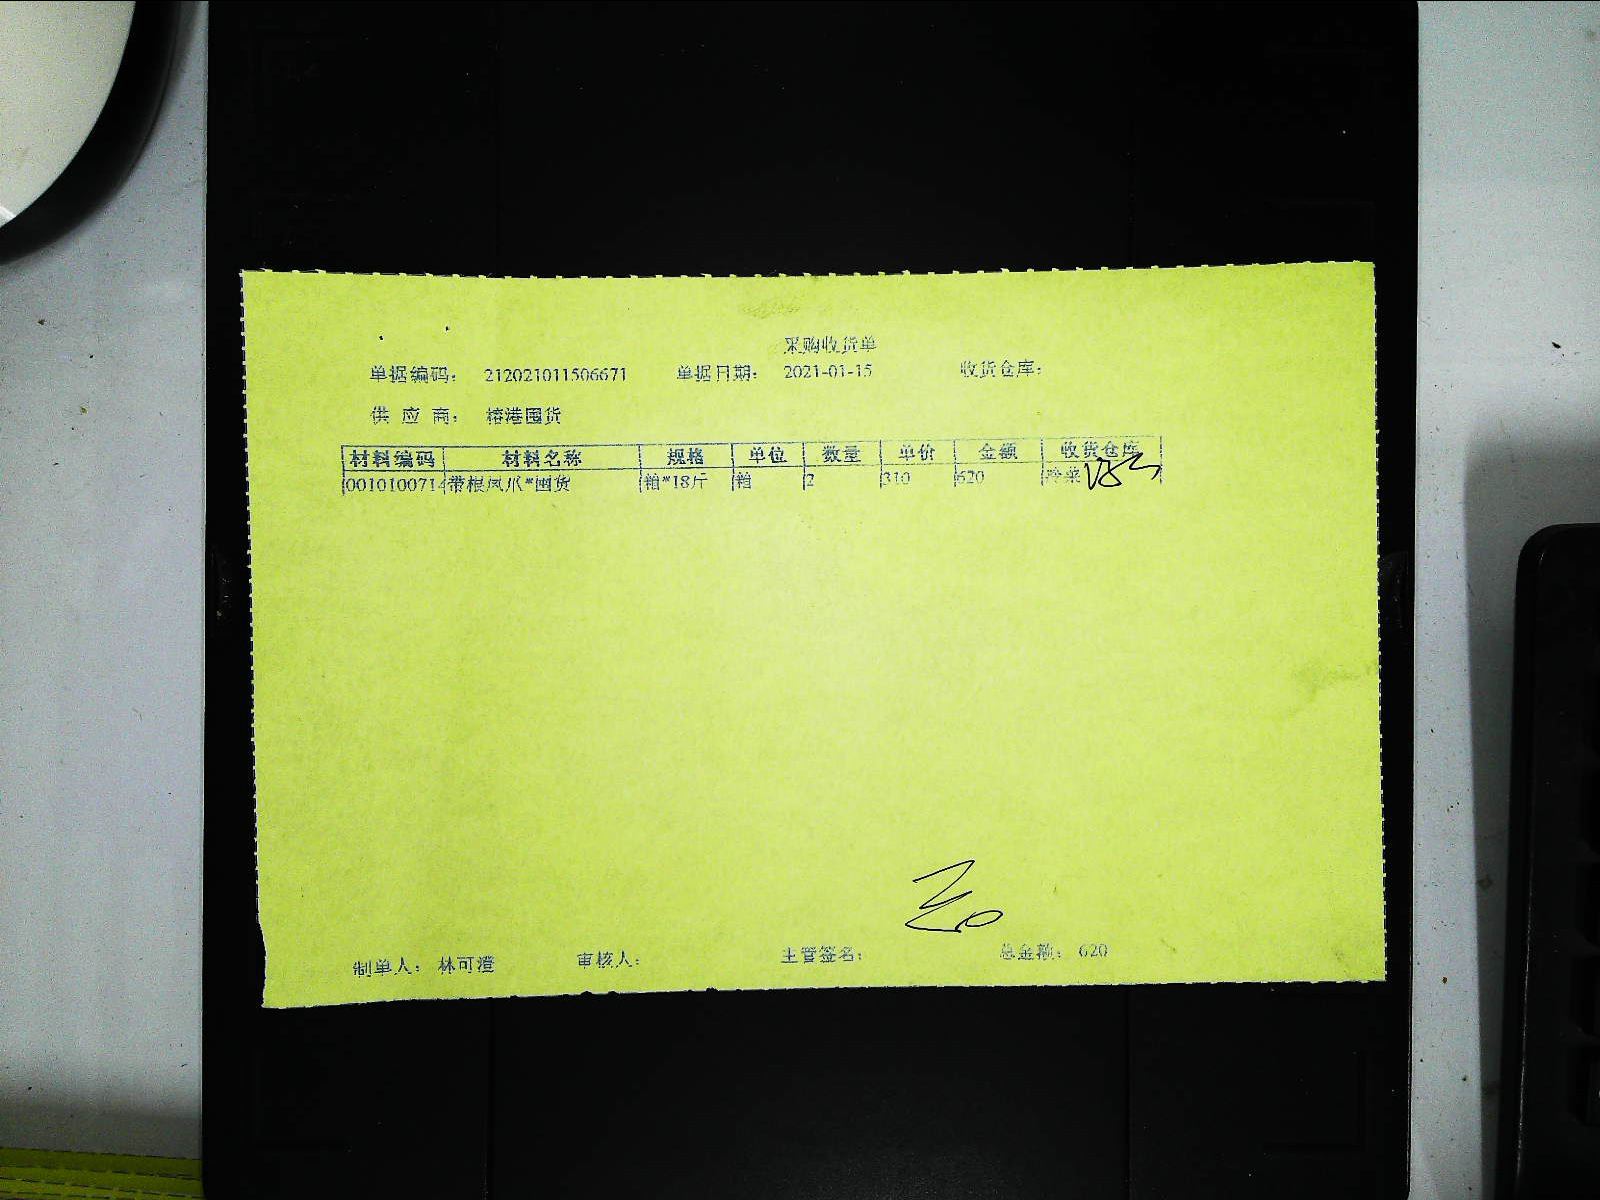 采购收货单
单据编码： 212021011506671 单据日期： 2021-01-15 收货仓库：
供 应 商： 榕港囤货
材料编码 材料名称 规格 单位 数量 单价 金额 收货仓库
0010100714 带根凤爪*囤货 箱*18斤 箱 2 310 620 冷菜
制单人： 林可澄 审核人： 主管签名： 总金额： 620